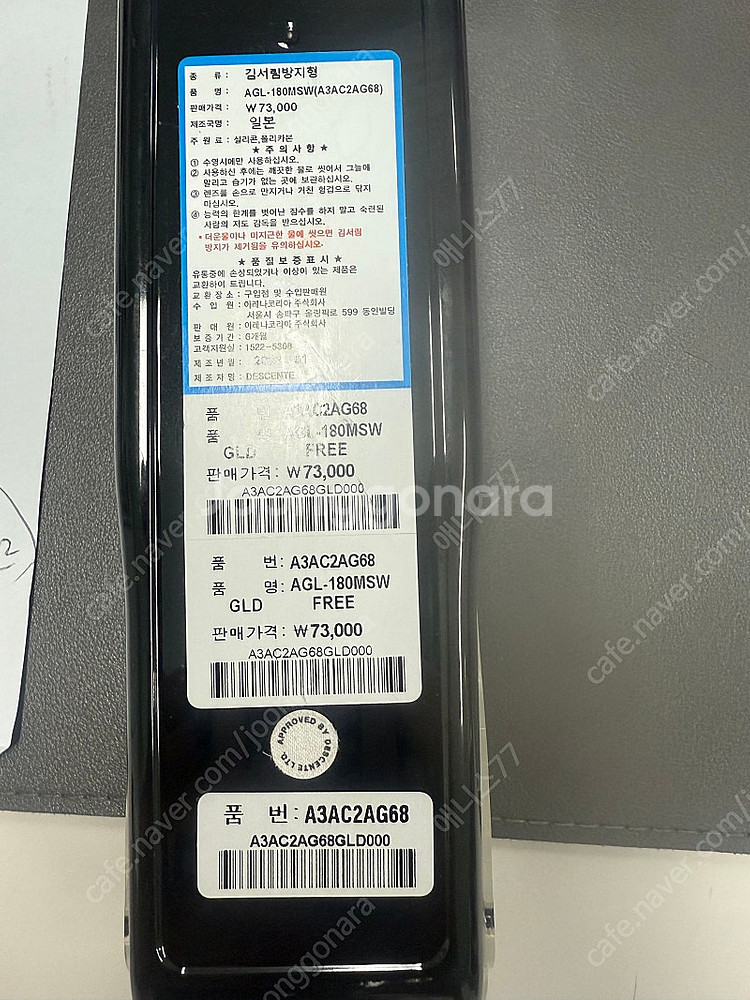 종 류 : 김서림방지형
품 명 : AGL-180MSW(A3AC2AG68)
판매가격 : ₩73,000
제조국명 : 일본
주 원 료 : 실리콘,폴리카본
★ 주 의 사 항 ★
① 수영시에만 사용하십시오.
② 사용하신 후에는 깨끗한 물로 씻어서 그늘에
말리고 습기가 없는 곳에 보관하십시오.
③ 렌즈를 손으로 만지거나 거친 헝겊으로 닦지
마십시오.
④ 능력의 한계를 벗어난 잠수를 하지 말고 숙련된
사람의 지도 감독을 받으십시오.
* 더운물이나 미지근한 물에 씻으면 김서림
방지가 제거됨을 유의하십시오.
★ 품 질 보 증 표 시 ★
유통중에 손상되었거나 이상이 있는 제품은
교환하여 드립니다.
교 환 장 소 : 구입점 및 수입판매원
수 입 원 : 이레나코리아 주식회사
서울시 송파구 올림픽로 599 동인빌딩
판 매 원 : 이레나코리아 주식회사
보 증 기 간 : 6개월
고객지원실 : 1522-5308
제 조 년 월 :
제 조 자 명 : DESCENTE
품 번: A3AC2AG68
품 명: AGL-180MSW
GLD FREE
판매가격: ₩73,000
A3AC2AG68GLD000
품 번: A3AC2AG68
품 명: AGL-180MSW
GLD FREE
판매가격: ₩73,000
A3AC2AG68GLD000
APPROVED BY DESCENTE LTD.
품 번: A3AC2AG68
A3AC2AG68GLD000
Joonggonara
cafe.naver.com/joonggonara
에니스77